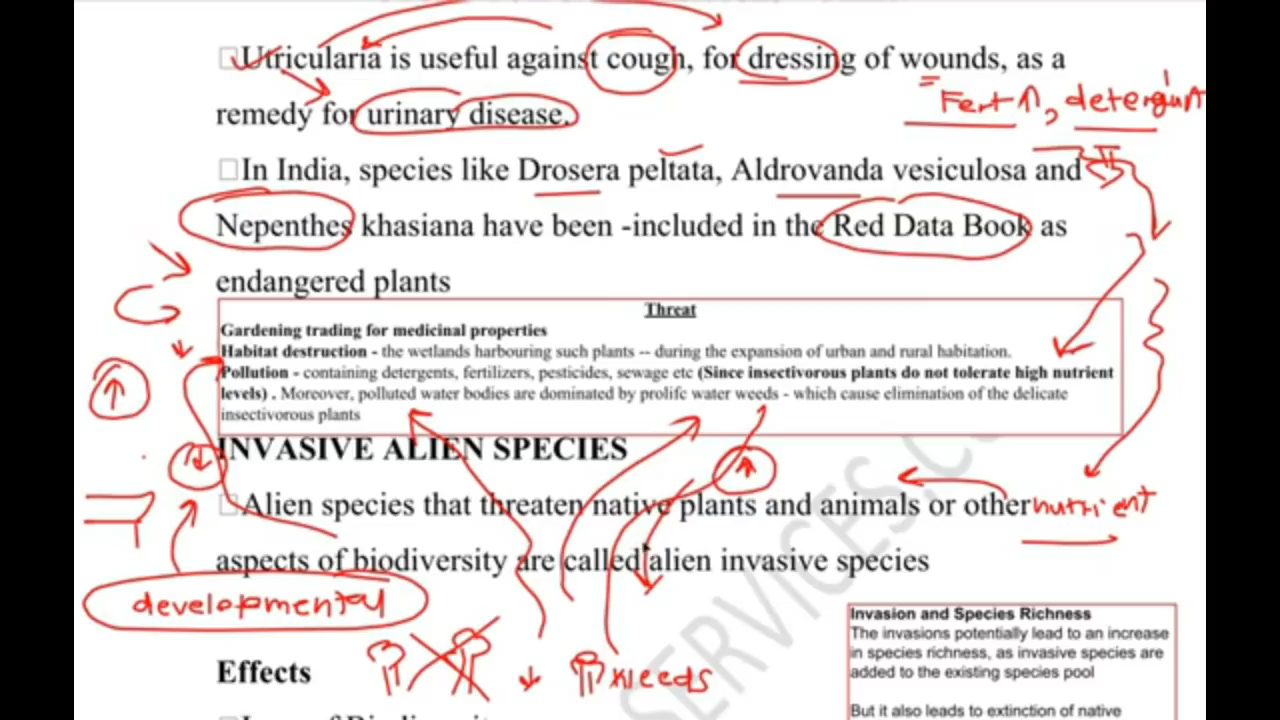 Utricularia is useful against cough, for dressing of wounds, as a
remedy for urinary disease.
In India, species like Drosera peltata, Aldrovanda vesiculosa and
Nepenthes khasiana have been -included in the Red Data Book as
endangered plants
Threat
Gardening trading for medicinal properties
Habitat destruction - the wetlands harbouring such plants -- during the expansion of urban and rural habitation.
Pollution - containing detergents, fertilizers, pesticides, sewage etc (Since insectivorous plants do not tolerate high nutrient
levels) . Moreover, polluted water bodies are dominated by prolifc water weeds - which cause elimination of the delicate
insectivorous plants
INVASIVE ALIEN SPECIES
Alien species that threaten native plants and animals or other
aspects of biodiversity are called alien invasive species
Effects
Invasion and Species Richness
The invasions potentially lead to an increase
in species richness, as invasive species are
added to the existing species pool
But it also leads to extinction of native
nutrient
developmental
weeds